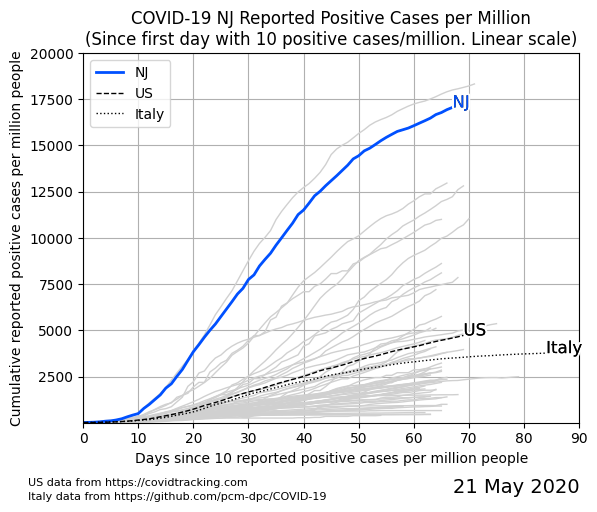 COVID-19 NJ Reported Positive Cases per Million
(Since first day with 10 positive cases/million. Linear scale)
Cumulative reported positive cases per million people
20000
17500
15000
12500
10000
7500
5000
2500
NJ
US
Italy
NJ
US
Italy
0 10 20 30 40 50 60 70 80 90
Days since 10 reported positive cases per million people
US data from https://covidtracking.com
Italy data from https://github.com/pcm-dpc/COVID-19
21 May 2020